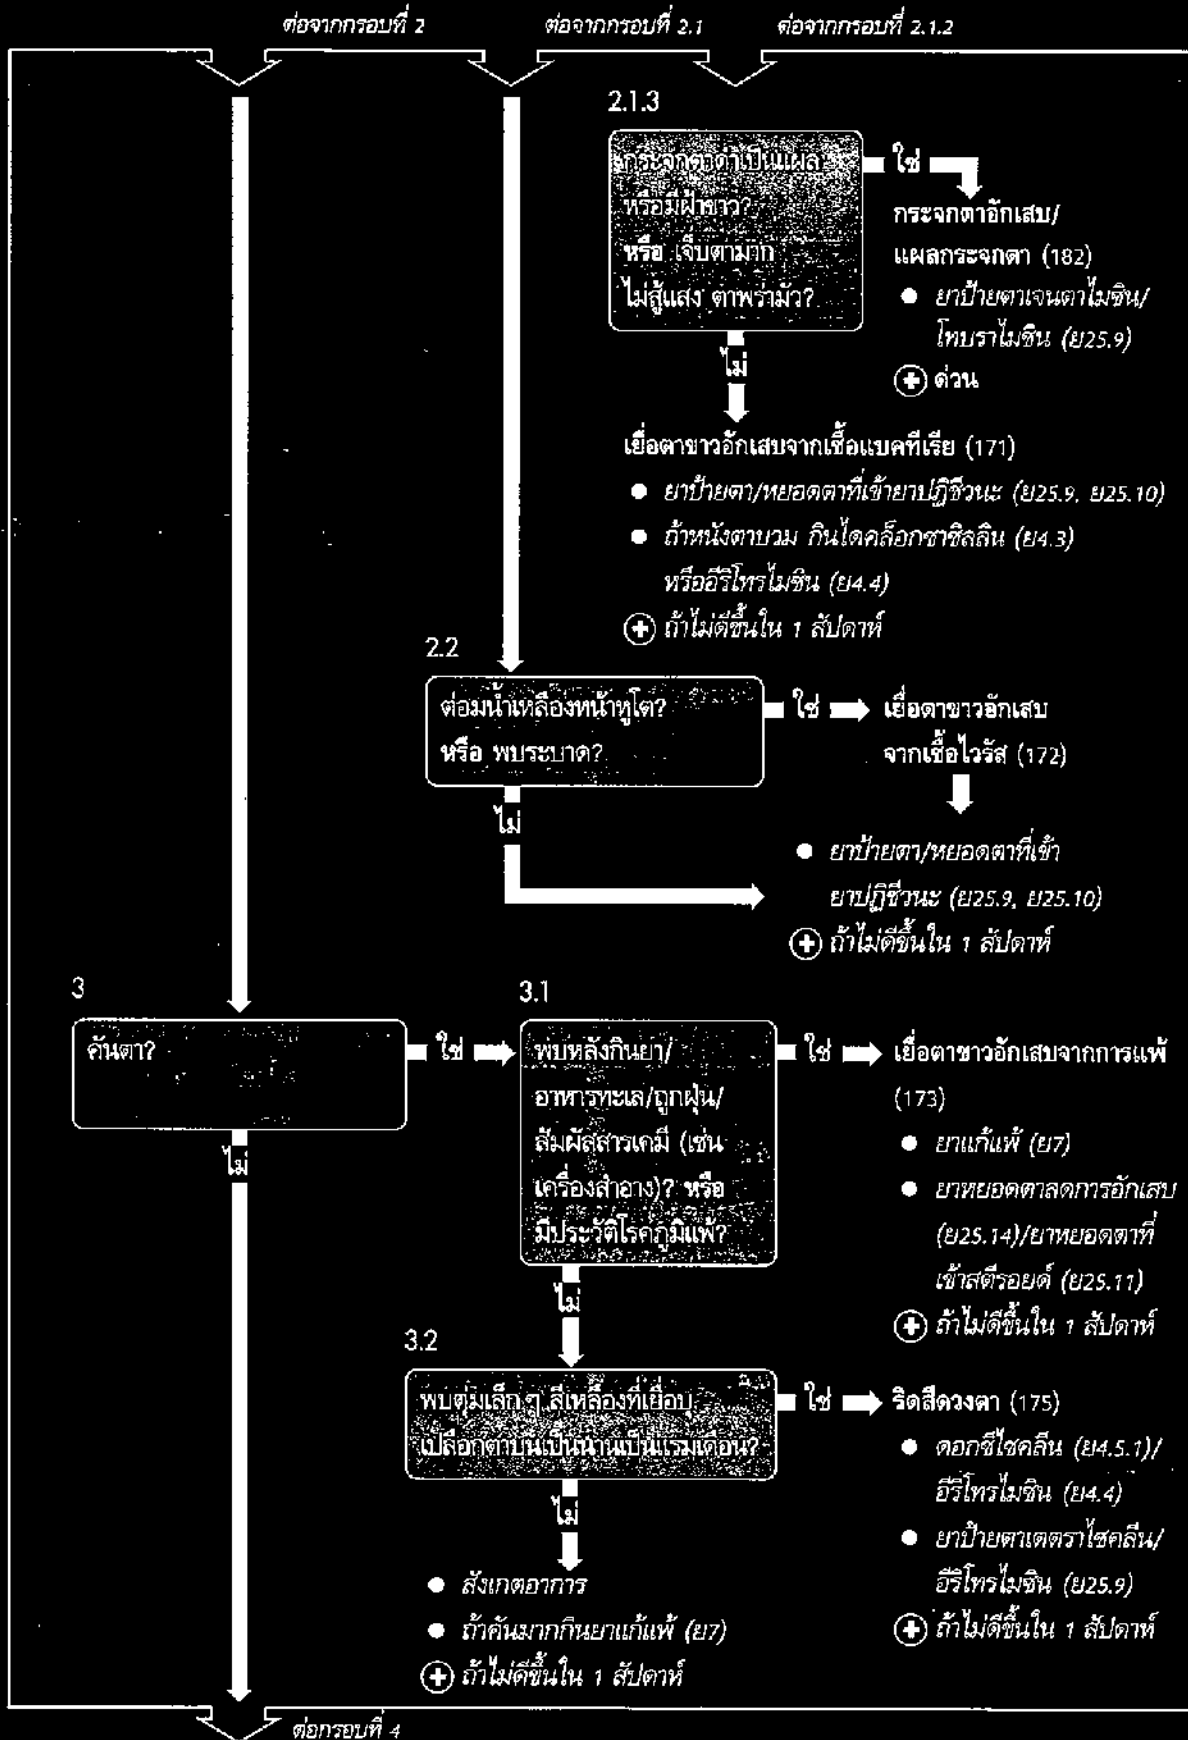 ต่อจากกรอบที่ 2
ต่อจากกรอบที่ 2.1
ต่อจากกรอบที่ 2.1.2
2.1.3
กระจกตาดำเป็นแผล
หรือมีฝ้าขาว?
หรือ เจ็บตามาก
ไม่สู้แสง ตาพร่ามัว?
ใช่
กระจกตาอักเสบ/
แผลกระจกตา (182)
● ยาป้ายตาเจนตาไมซิน/
โทบราไมซิน (ย25.9)
⊕ ด่วน
ไม่
เยื่อตาขาวอักเสบจากเชื้อแบคทีเรีย (171)
● ยาป้ายตา/หยอดตาที่เข้ายาปฏิชีวนะ (ย25.9, ย25.10)
● ถ้าหนังตาบวม กินไดคล็อกซาซิลลิน (ย4.3)
หรืออีริโทรไมซิน (ย4.4)
⊕ ถ้าไม่ดีขึ้นใน 1 สัปดาห์
2.2
ต่อมน้ำเหลืองหน้าหูโต?
หรือ พบระบาด?
ใช่
เยื่อตาขาวอักเสบ
จากเชื้อไวรัส (172)
ไม่
● ยาป้ายตา/หยอดตาที่เข้า
ยาปฏิชีวนะ (ย25.9, ย25.10)
⊕ ถ้าไม่ดีขึ้นใน 1 สัปดาห์
3
คันตา?
ใช่
ไม่
3.1
พบหลังกินยา/
อาหารทะเล/ถูกฝุ่น/
สัมผัสสารเคมี (เช่น
เครื่องสำอาง)? หรือ
มีประวัติโรคภูมิแพ้?
ใช่
เยื่อตาขาวอักเสบจากการแพ้
(173)
● ยาแก้แพ้ (ย7)
● ยาหยอดตาลดการอักเสบ
(ย25.14)/ยาหยอดตาที่
เข้าสตีรอยด์ (ย25.11)
⊕ ถ้าไม่ดีขึ้นใน 1 สัปดาห์
ไม่
3.2
พบตุ่มเล็ก ๆ สีเหลืองที่เยื่อบุ
เปลือกตาบนเป็นนานเป็นแรมเดือน?
ใช่
ริดสีดวงตา (175)
● ดอกซีไซคลีน (ย4.5.1)/
อีริโทรไมซิน (ย4.4)
● ยาป้ายตาเตตราไซคลีน/
อีริโทรไมซิน (ย25.9)
⊕ ถ้าไม่ดีขึ้นใน 1 สัปดาห์
ไม่
● สังเกตอาการ
● ถ้าคันมากกินยาแก้แพ้ (ย7)
⊕ ถ้าไม่ดีขึ้นใน 1 สัปดาห์
ต่อกรอบที่ 4